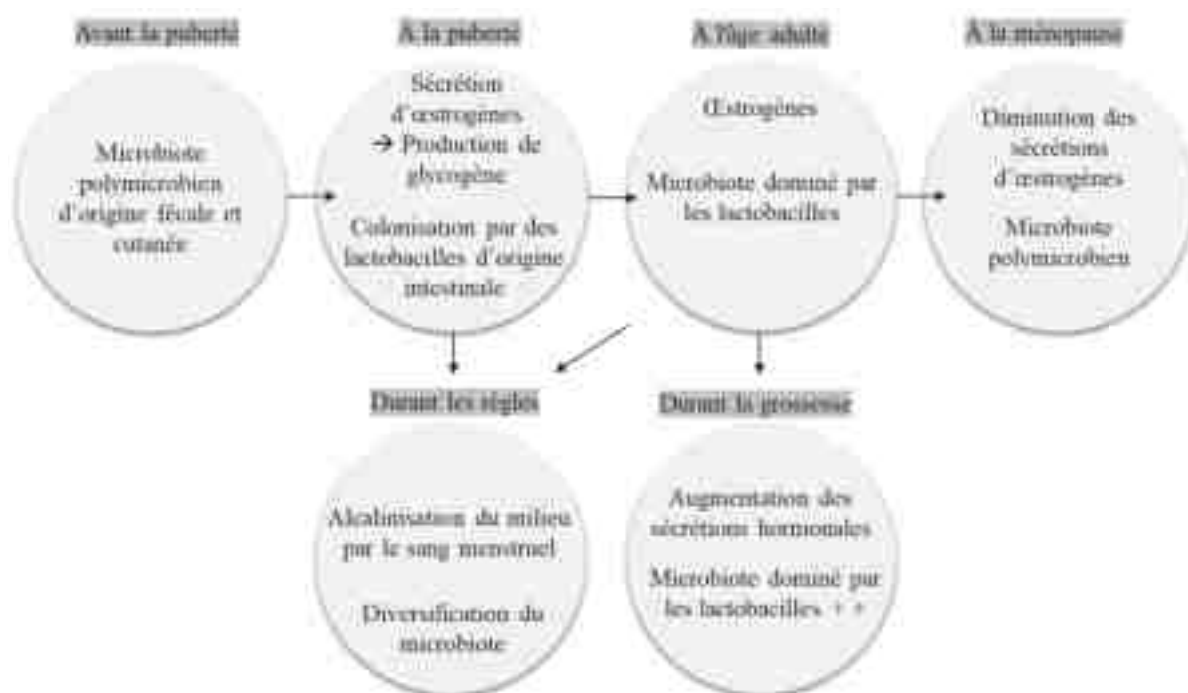 Avant la puberté
À la puberté
À l'âge adulte
À la ménopause
Microbiote
polymicrobien
d'origine fécale et
cutanée
Sécrétion
d'œstrogènes
→ Production de
glycogène
Colonisation par des
lactobacilles d'origine
intestinale
Œstrogènes
Microbiote dominé par
les lactobacilles
Diminution des
sécrétions
d'œstrogènes
Microbiote
polymicrobien
Durant les règles
Durant la grossesse
Alcalinisation du milieu
par le sang menstruel
Diversification du
microbiote
Augmentation des
sécrétions hormonales
Microbiote dominé par
les lactobacilles + +